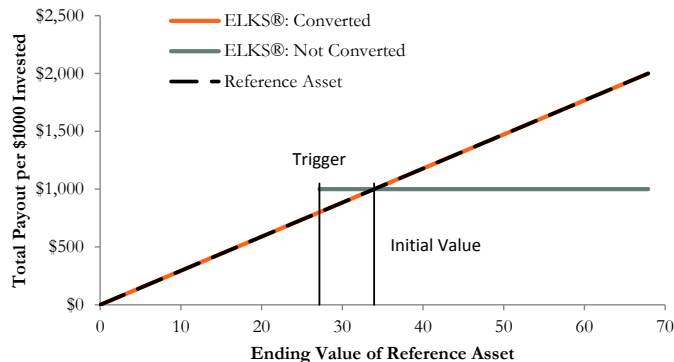 Total Payout per $1000 Invested
$2,500
$2,000
$1,500
$1,000
$500
$0
ELKS®: Converted
ELKS®: Not Converted
Reference Asset
Trigger
Initial Value
0 10 20 30 40 50 60 70
Ending Value of Reference Asset